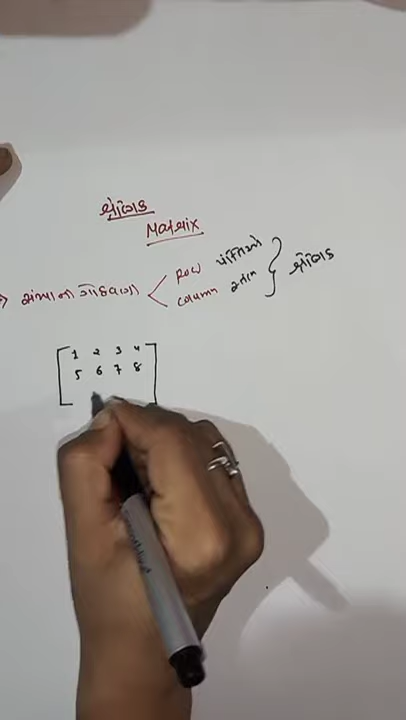 શ્રેણિક
Matrix
⇒ સંખ્યાની ગોઠવણી < Row પંક્તિઓ
column સ્તંભ } શ્રેણિક
1 2 3 4
5 6 7 8